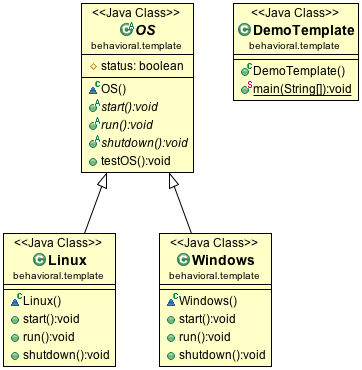 <<Java Class>>
OS
behavioral.template
status: boolean
OS()
start():void
run():void
shutdown():void
testOS():void
<<Java Class>>
DemoTemplate
behavioral.template
DemoTemplate()
main(String[]):void
<<Java Class>>
Linux
behavioral.template
Linux()
start():void
run():void
shutdown():void
<<Java Class>>
Windows
behavioral.template
Windows()
start():void
run():void
shutdown():void